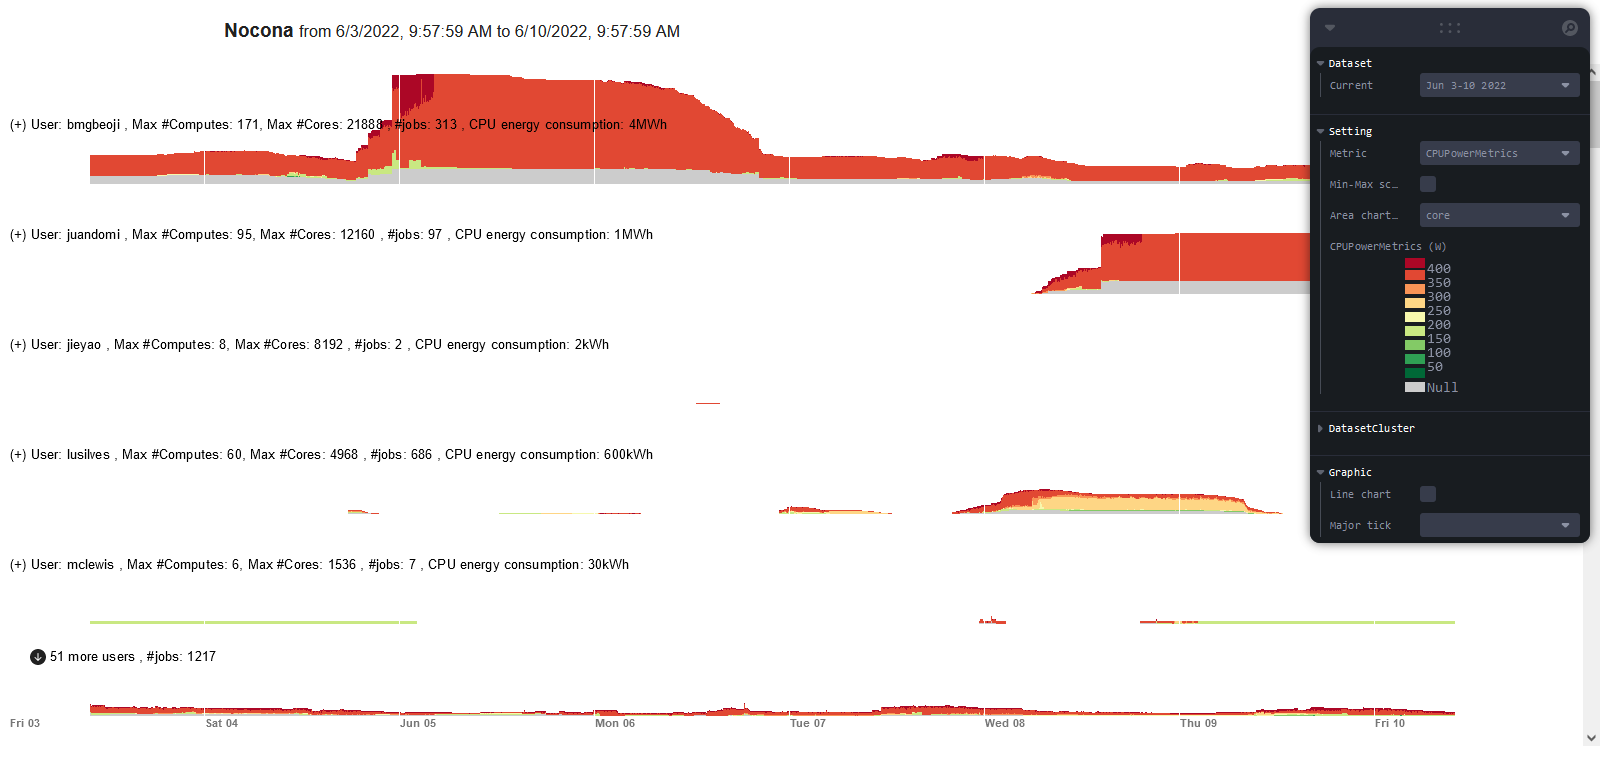 Nocona from 6/3/2022, 9:57:59 AM to 6/10/2022, 9:57:59 AM
(+) User: bmgbeoji , Max #Computes: 171, Max #Cores: 21888 , #jobs: 313 , CPU energy consumption: 4MWh
(+) User: juandomi , Max #Computes: 95, Max #Cores: 12160 , #jobs: 97 , CPU energy consumption: 1MWh
(+) User: jieyao , Max #Computes: 8, Max #Cores: 8192 , #jobs: 2 , CPU energy consumption: 2kWh
(+) User: lusilves , Max #Computes: 60, Max #Cores: 4968 , #jobs: 686 , CPU energy consumption: 600kWh
(+) User: mclewis , Max #Computes: 6, Max #Cores: 1536 , #jobs: 7 , CPU energy consumption: 30kWh
51 more users , #jobs: 1217
Fri 03 Sat 04 Jun 05 Mon 06 Tue 07 Wed 08 Thu 09 Fri 10
Dataset
Current Jun 3-10 2022
Setting
Metric CPUPowerMetrics
Min-Max sc…
Area chart… core
CPUPowerMetrics (W)
400
350
300
250
200
150
100
50
Null
DatasetCluster
Graphic
Line chart
Major tick